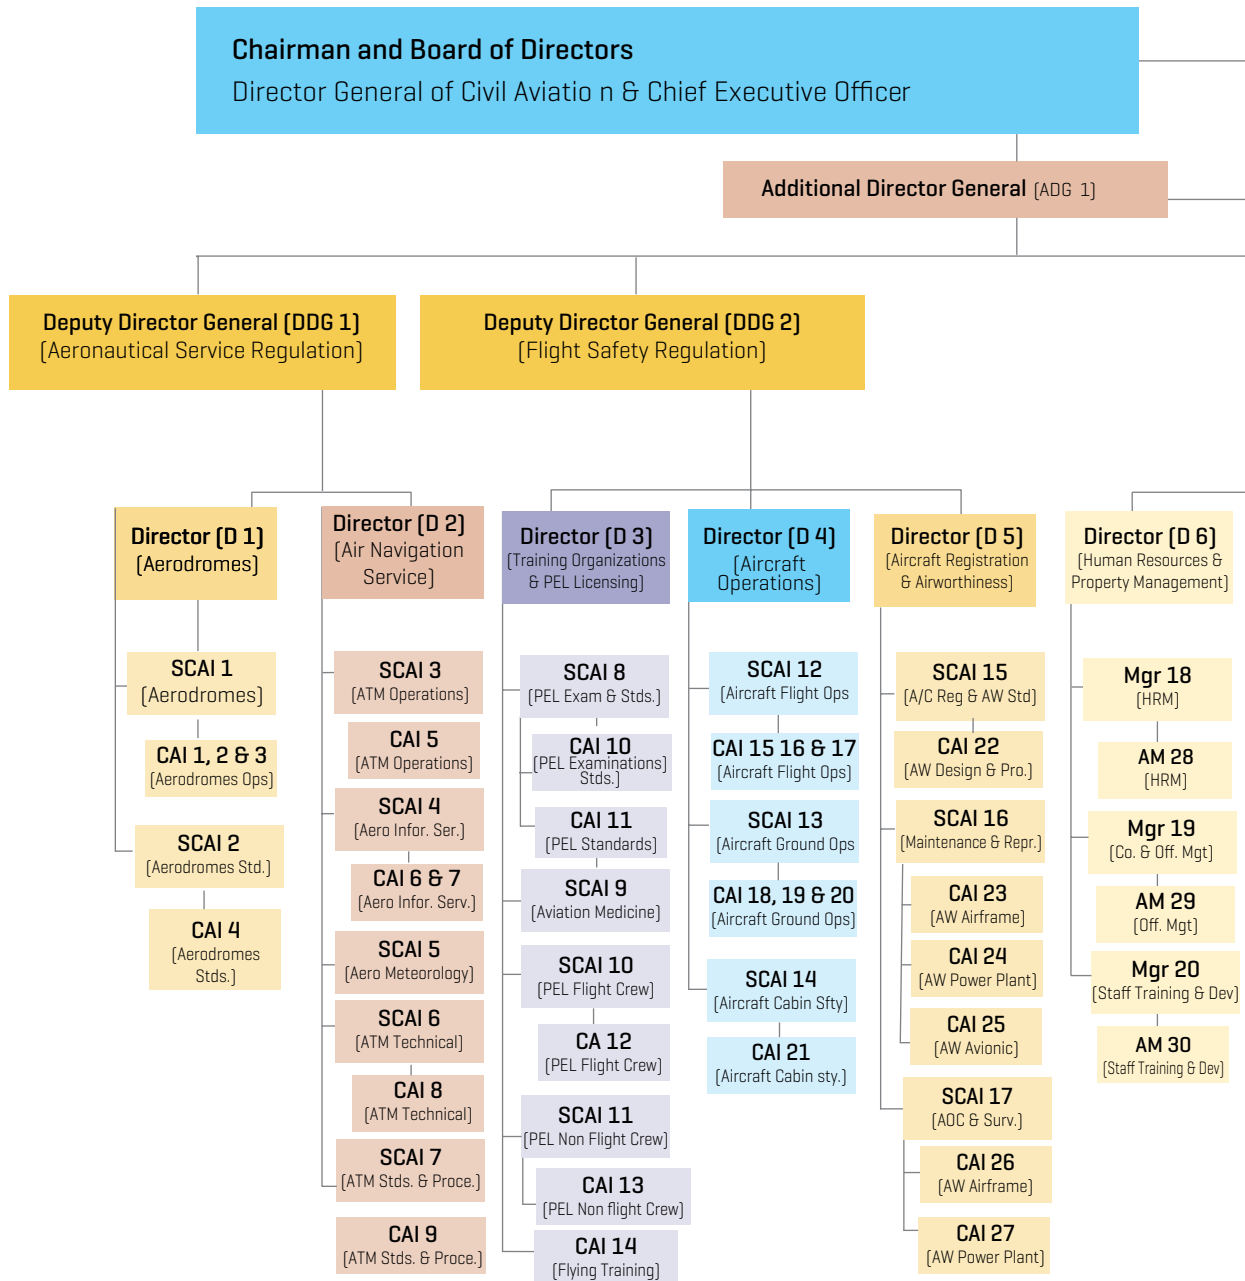 Chairman and Board of Directors
Director General of Civil Aviatio n & Chief Executive Officer
Additional Director General (ADG 1)
Deputy Director General (DDG 1)
(Aeronautical Service Regulation)
Deputy Director General (DDG 2)
(Flight Safety Regulation)
Director (D 1)
(Aerodromes)
SCAI 1
(Aerodromes)
CAI 1, 2 & 3
(Aerodromes Ops)
SCAI 2
(Aerodromes Std.)
CAI 4
(Aerodromes
Stds.)
Director (D 2)
(Air Navigation
Service)
SCAI 3
(ATM Operations)
CAI 5
(ATM Operations)
SCAI 4
(Aero Infor. Ser.)
CAI 6 & 7
(Aero Infor. Serv.)
SCAI 5
(Aero Meteorology)
SCAI 6
(ATM Technical)
CAI 8
(ATM Technical)
SCAI 7
(ATM Stds. & Proce.)
CAI 9
(ATM Stds. & Proce.)
Director (D 3)
(Training Organizations
& PEL Licensing)
SCAI 8
(PEL Exam & Stds.)
CAI 10
(PEL Examinations)
Stds.)
CAI 11
(PEL Standards)
SCAI 9
(Aviation Medicine)
SCAI 10
(PEL Flight Crew)
CA 12
(PEL Flight Crew)
SCAI 11
(PEL Non Flight Crew)
CAI 13
(PEL Non flight Crew)
CAI 14
(Flying Training)
Director (D 4)
(Aircraft
Operations)
SCAI 12
(Aircraft Flight Ops
CAI 15 16 & 17
(Aircraft Flight Ops)
SCAI 13
(Aircraft Ground Ops
CAI 18, 19 & 20
(Aircraft Ground Ops)
SCAI 14
(Aircraft Cabin Sfty)
CAI 21
(Aircraft Cabin sty.)
Director (D 5)
(Aircraft Registration
& Airworthiness)
SCAI 15
(A/C Reg & AW Std)
CAI 22
(AW Design & Pro.)
SCAI 16
(Maintenance & Repr.)
CAI 23
(AW Airframe)
CAI 24
(AW Power Plant)
CAI 25
(AW Avionic)
SCAI 17
(AOC & Surv.)
CAI 26
(AW Airframe)
CAI 27
(AW Power Plant)
Director (D 6)
(Human Resources &
Property Management)
Mgr 18
(HRM)
AM 28
(HRM)
Mgr 19
(Co. & Off. Mgt)
AM 29
(Off. Mgt)
Mgr 20
(Staff Training & Dev)
AM 30
(Staff Training & Dev)